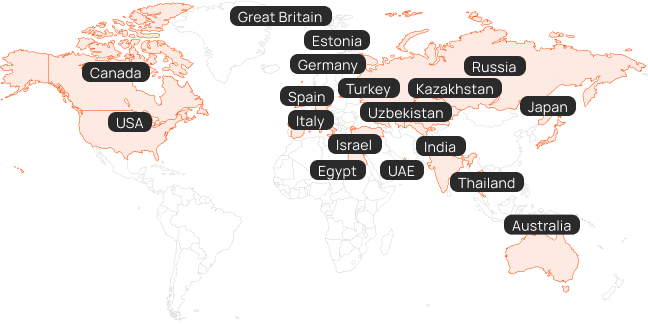 Great Britain
Estonia
Canada
Germany
Russia
Spain
Turkey
Kazakhstan
Japan
USA
Italy
Uzbekistan
Israel
India
Egypt
UAE
Thailand
Australia